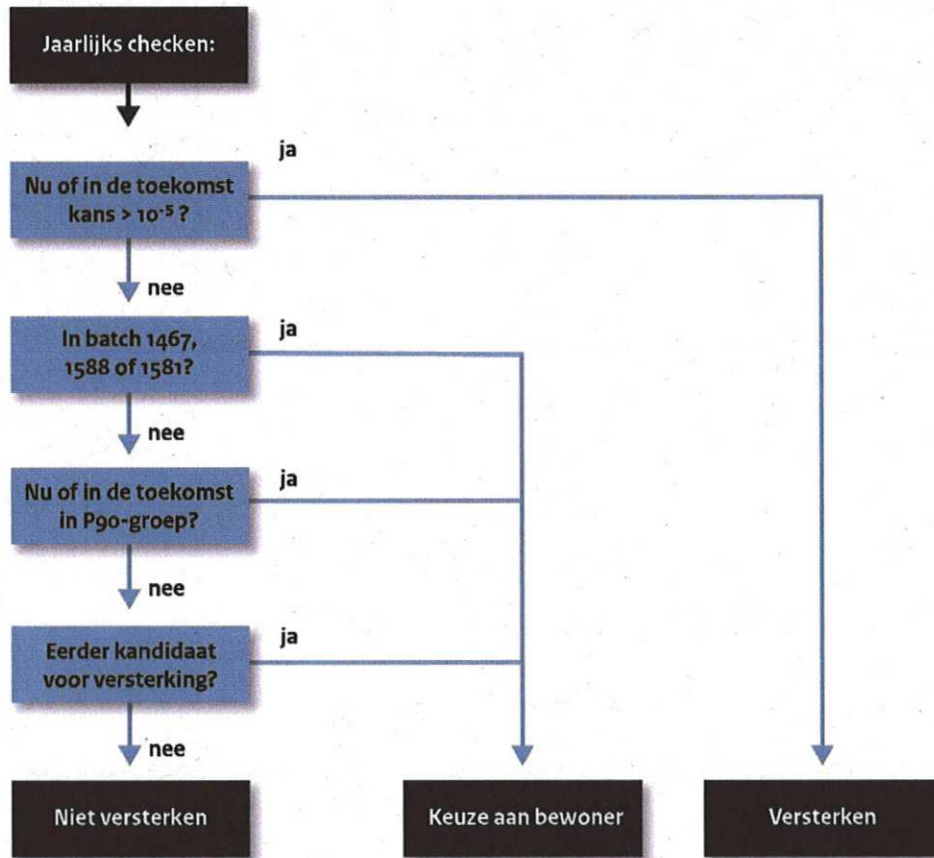 Jaarlijks checken:
ja
Nu of in de toekomst
kans > 10⁻⁵ ?
nee
ja
In batch 1467,
1588 of 1581?
nee
ja
Nu of in de toekomst
in P90-groep?
nee
ja
Eerder kandidaat
voor versterking?
nee
Niet versterken
Keuze aan bewoner
Versterken